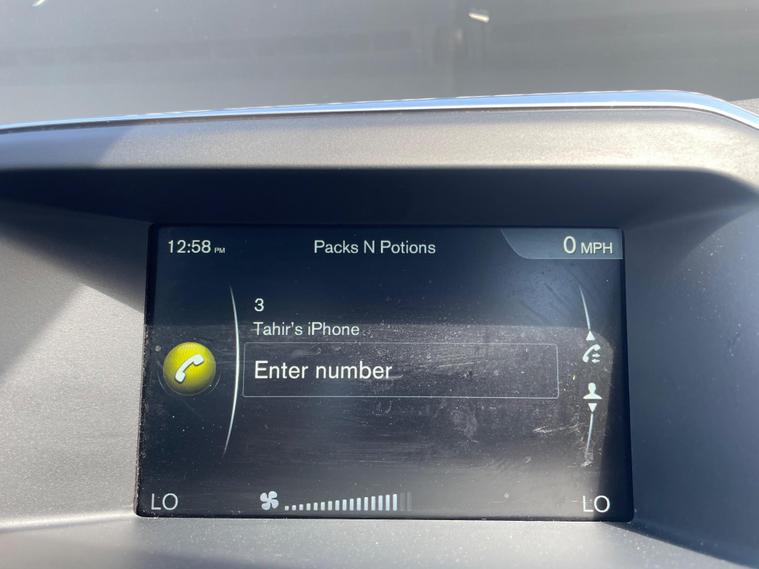 12:58 PM Packs N Potions 0 MPH
3
Tahir's iPhone
Enter number
LO LO